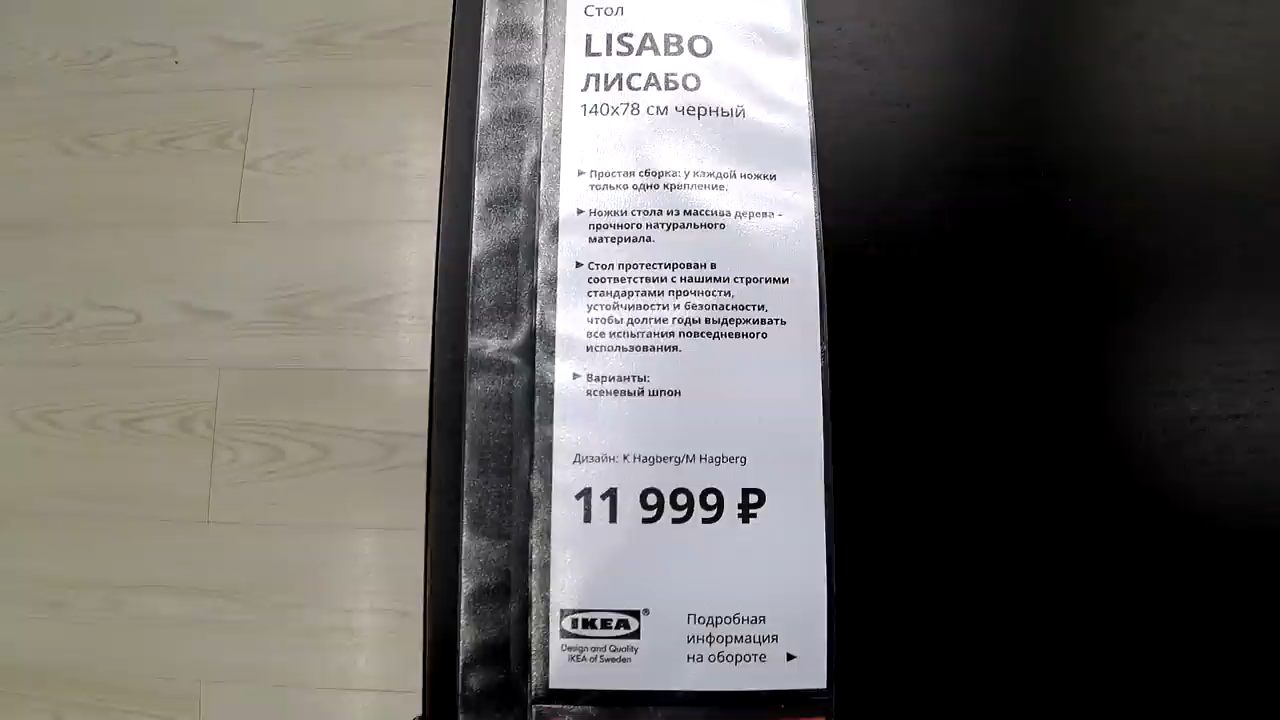 Стол
LISABO
ЛИСАБО
140x78 см черный
► Простая сборка: у каждой ножки
только одно крепление.
► Ножки стола из массива дерева -
прочного натурального
материала.
► Стол протестирован в
соответствии с нашими строгими
стандартами прочности,
устойчивости и безопасности,
чтобы долгие годы выдерживать
все испытания повседневного
использования.
► Варианты:
ясеневый шпон
Дизайн: K Hagberg/M Hagberg
11 999 ₽
IKEA®
Design and Quality
IKEA of Sweden
Подробная
информация
на обороте ►